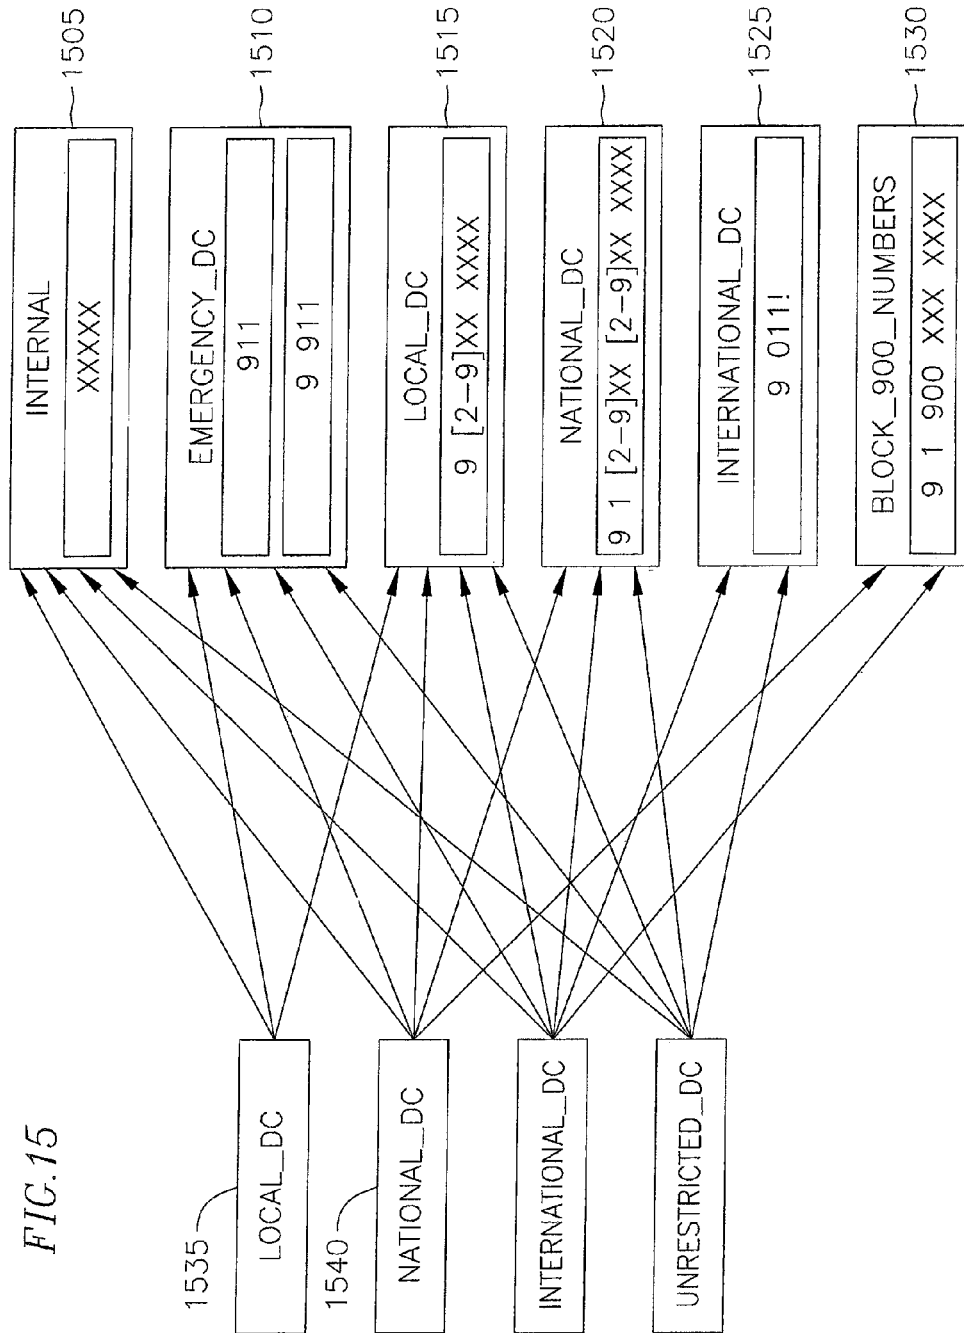 FIG.15
1535
LOCAL_DC
1540
NATIONAL_DC
INTERNATIONAL_DC
UNRESTRICTED_DC
INTERNAL
XXXXX
1505
EMERGENCY_DC
911
9 911
1510
LOCAL_DC
9 [2-9]XX XXXX
1515
NATIONAL_DC
9 1 [2-9]XX [2-9]XX XXXX
1520
INTERNATIONAL_DC
9 011!
1525
BLOCK_900_NUMBERS
9 1 900 XXX XXXX
1530